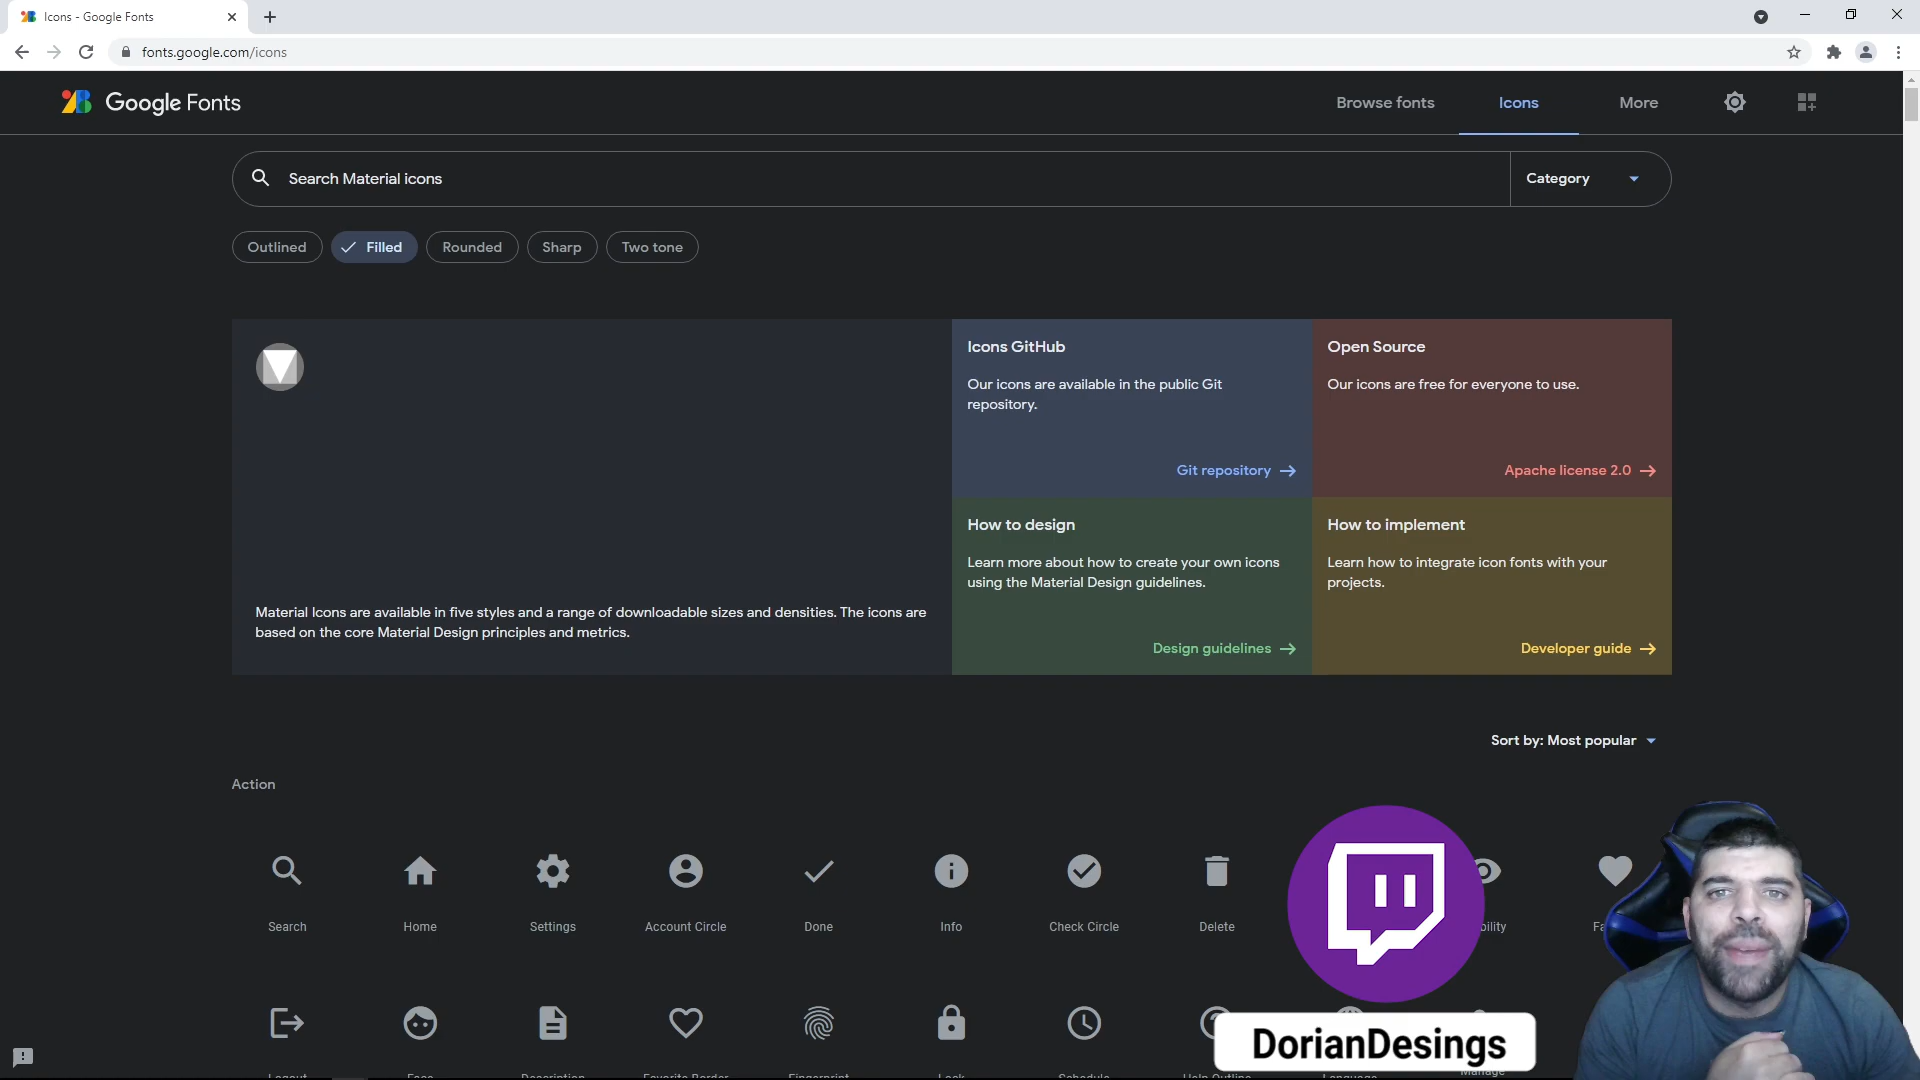 Icons - Google Fonts
fonts.google.com/icons
Google Fonts
Browse fonts
Icons
More
Search Material icons
Category
Outlined
Filled
Rounded
Sharp
Two tone
Icons GitHub
Our icons are available in the public Git
repository.
Git repository
Open Source
Our icons are free for everyone to use.
Apache license 2.0
How to design
Learn more about how to create your own icons
using the Material Design guidelines.
Design guidelines
How to implement
Learn how to integrate icon fonts with your
projects.
Developer guide
Material Icons are available in five styles and a range of downloadable sizes and densities. The icons are
based on the core Material Design principles and metrics.
Sort by: Most popular
Action
Search
Home
Settings
Account Circle
Done
Info
Check Circle
Delete
DorianDesings